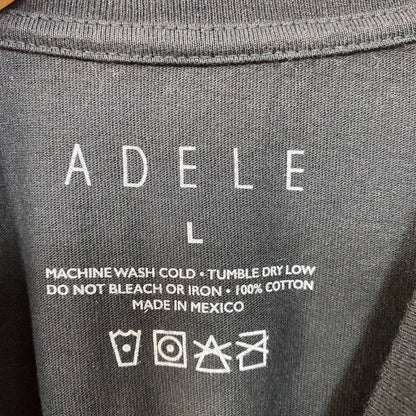 ADELE
L
MACHINE WASH COLD • TUMBLE DRY LOW
DO NOT BLEACH OR IRON • 100% COTTON
MADE IN MEXICO